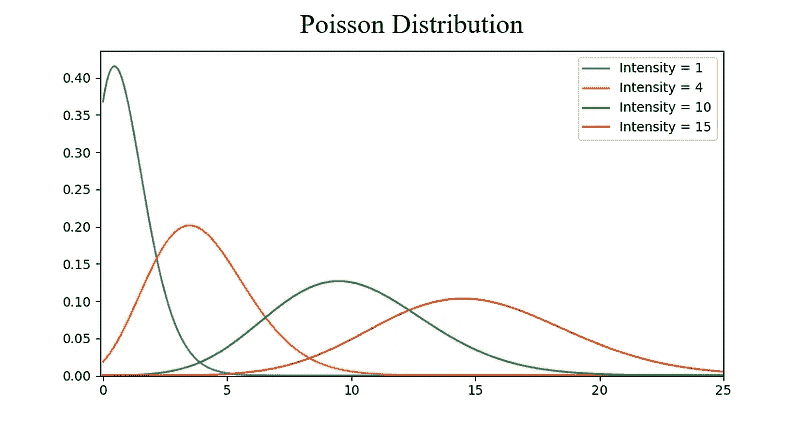 Poisson Distribution
Intensity = 1
Intensity = 4
Intensity = 10
Intensity = 15
0.40
0.35
0.30
0.25
0.20
0.15
0.10
0.05
0.00
0 5 10 15 20 25